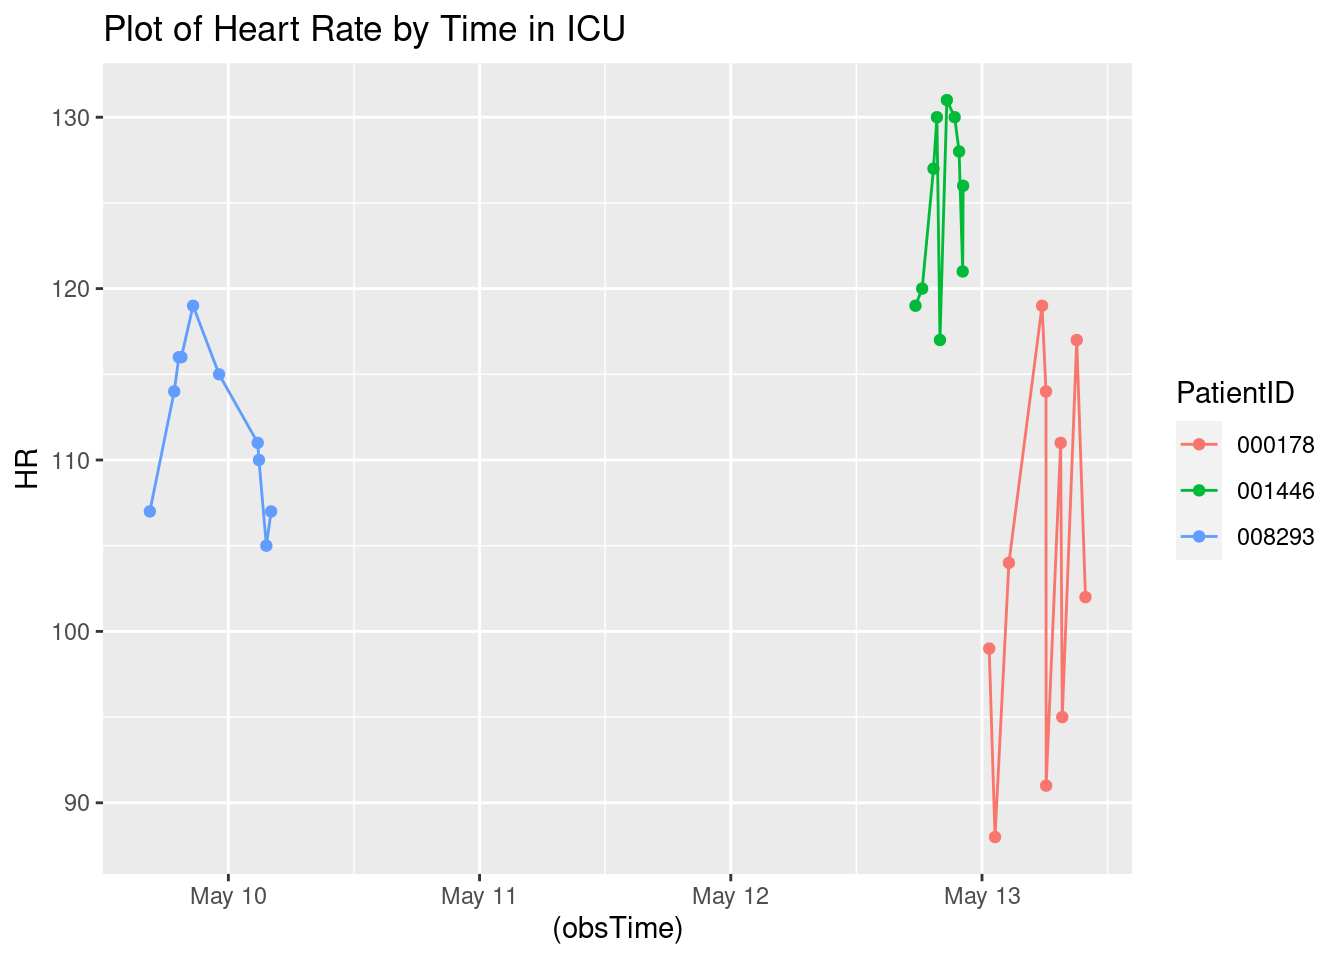 Plot of Heart Rate by Time in ICU
HR
130
120
110
100
90
May 10
May 11
May 12
May 13
(obsTime)
PatientID
000178
001446
008293